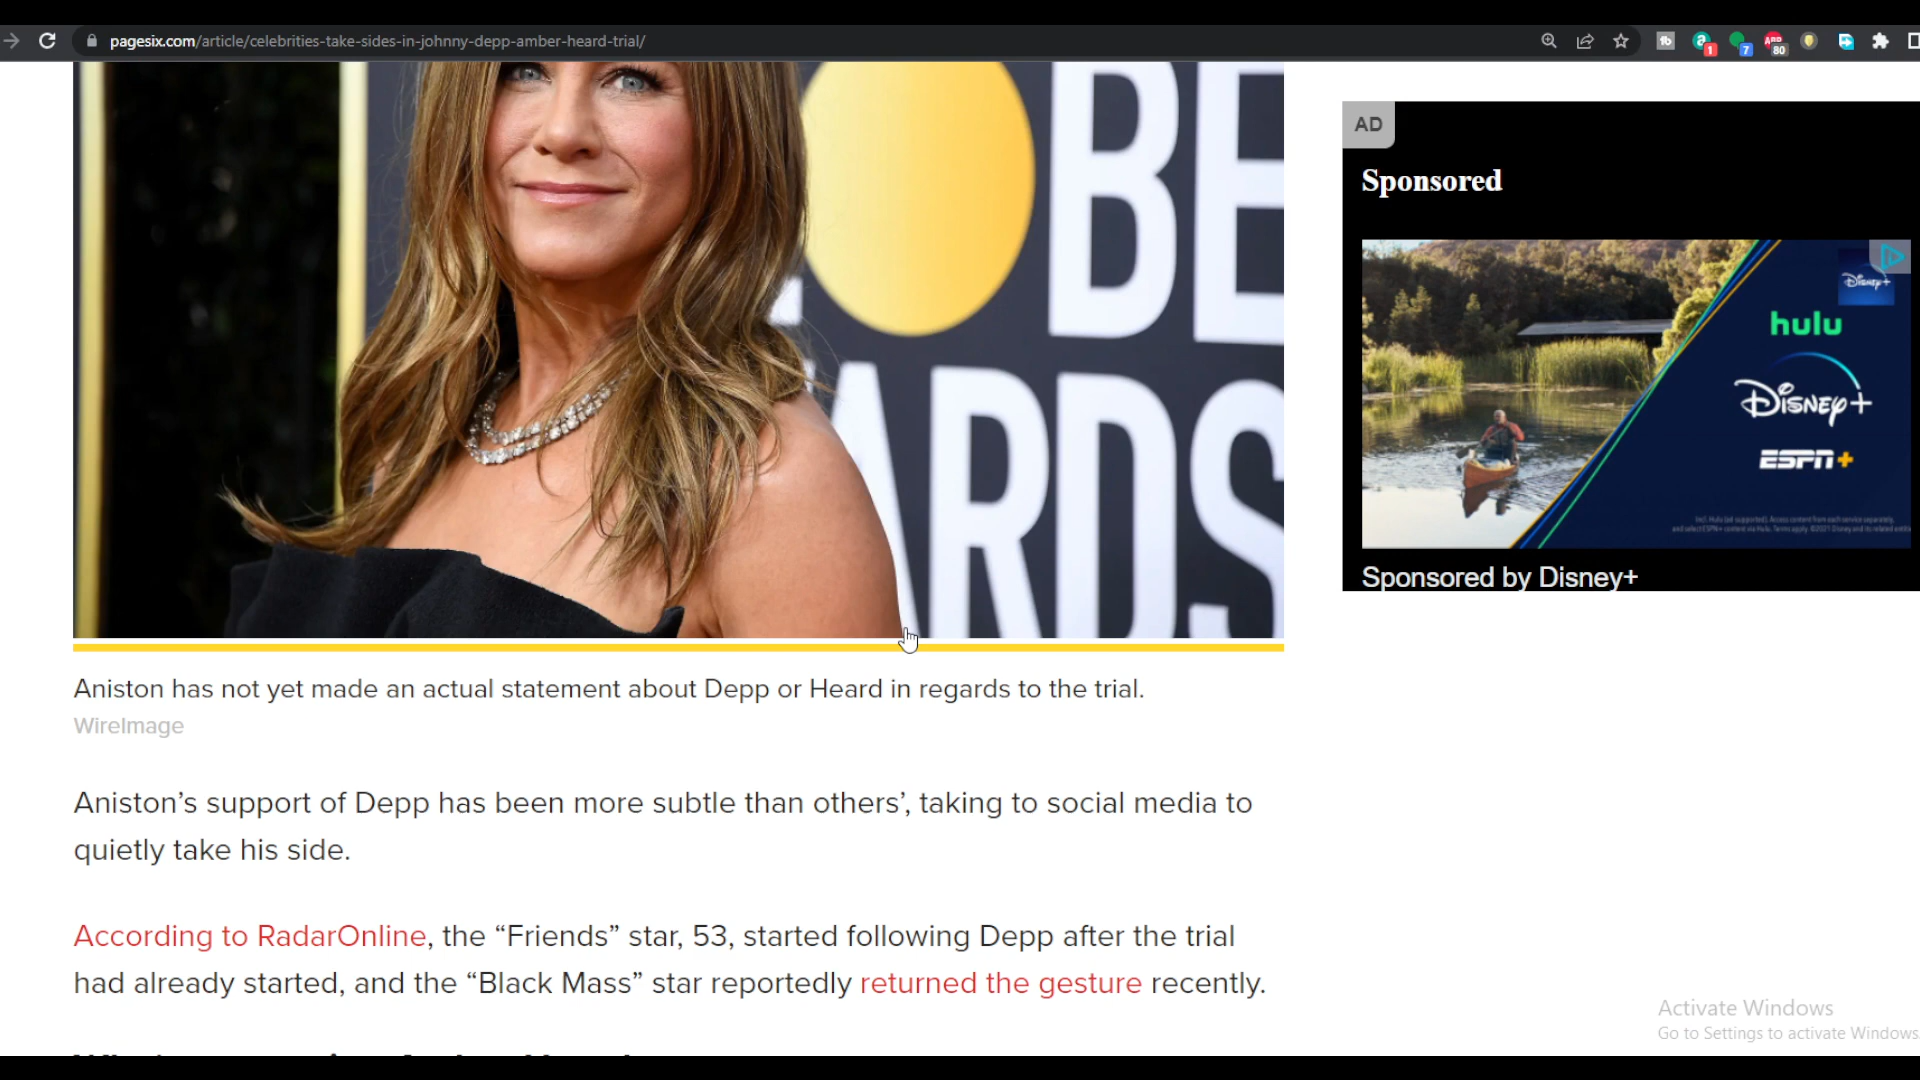 pagesix.com/article/celebrities-take-sides-in-johnny-depp-amber-heard-trial/
1
7
80
BE
ARDS
AD
Sponsored
Disney+
hulu
Disney+
ESPN+
Sponsored by Disney+
Aniston has not yet made an actual statement about Depp or Heard in regards to the trial.
WireImage
Aniston’s support of Depp has been more subtle than others’, taking to social media to
quietly take his side.
According to RadarOnline, the “Friends” star, 53, started following Depp after the trial
had already started, and the “Black Mass” star reportedly returned the gesture recently.
Activate Windows
Go to Settings to activate Windows.